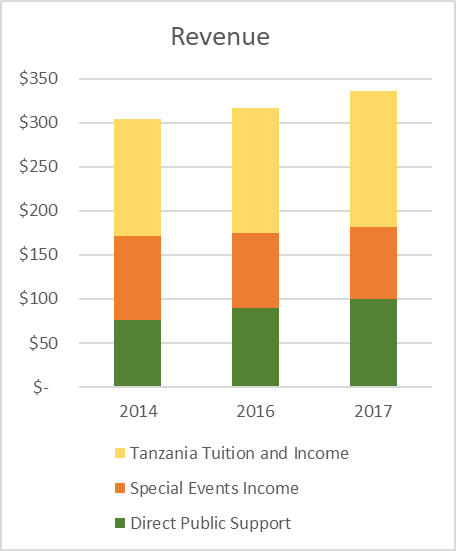 Revenue
$350
$300
$250
$200
$150
$100
$50
$-
2014 2016 2017
Tanzania Tuition and Income
Special Events Income
Direct Public Support